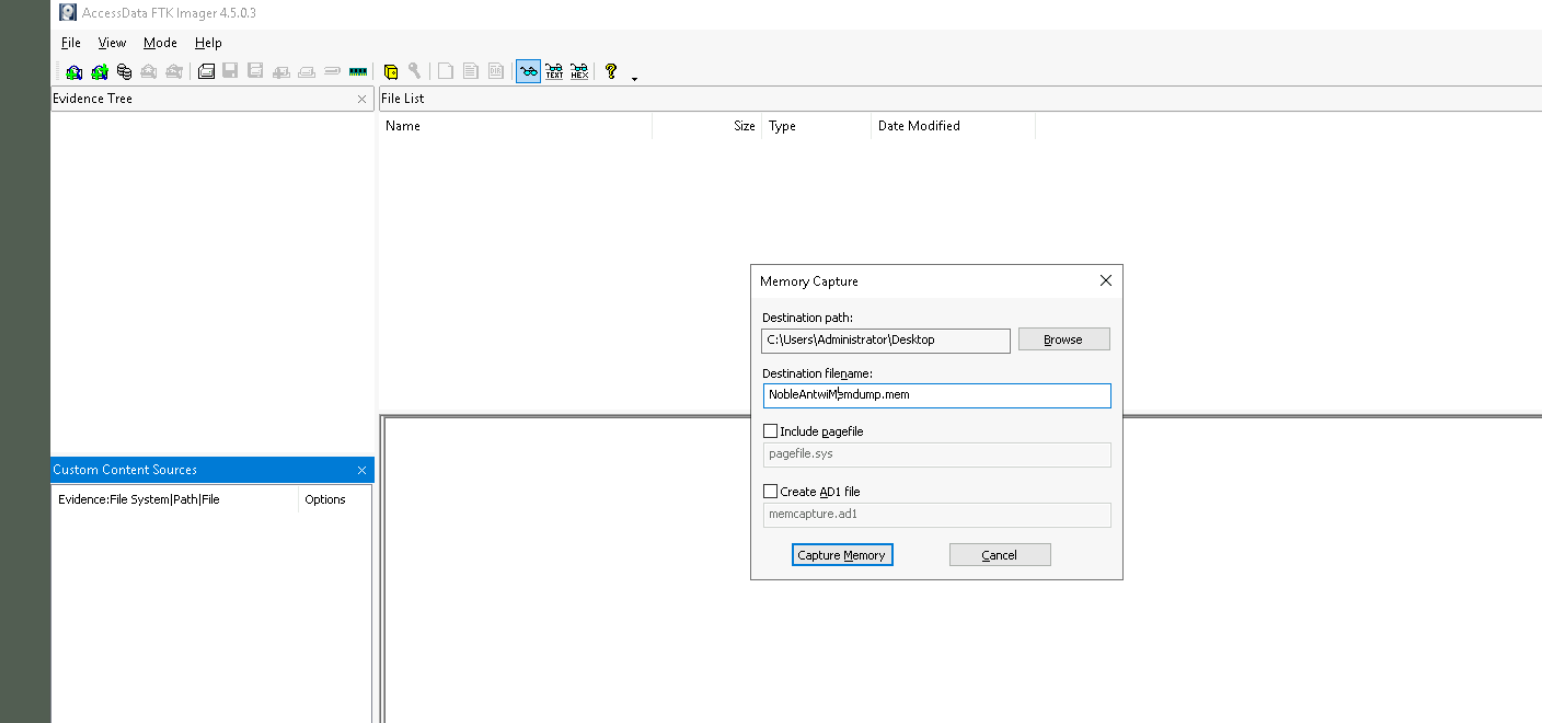 AccessData FTK Imager 4.5.0.3
File View Mode Help
TEXT HEX
Evidence Tree
File List
Name Size Type Date Modified
Memory Capture
Destination path:
C:\Users\Administrator\Desktop Browse
Destination filename:
NobleAntwiMemdump.mem
Include pagefile
pagefile.sys
Create AD1 file
memcapture.ad1
Capture Memory Cancel
Custom Content Sources
Evidence:File System|Path|File Options